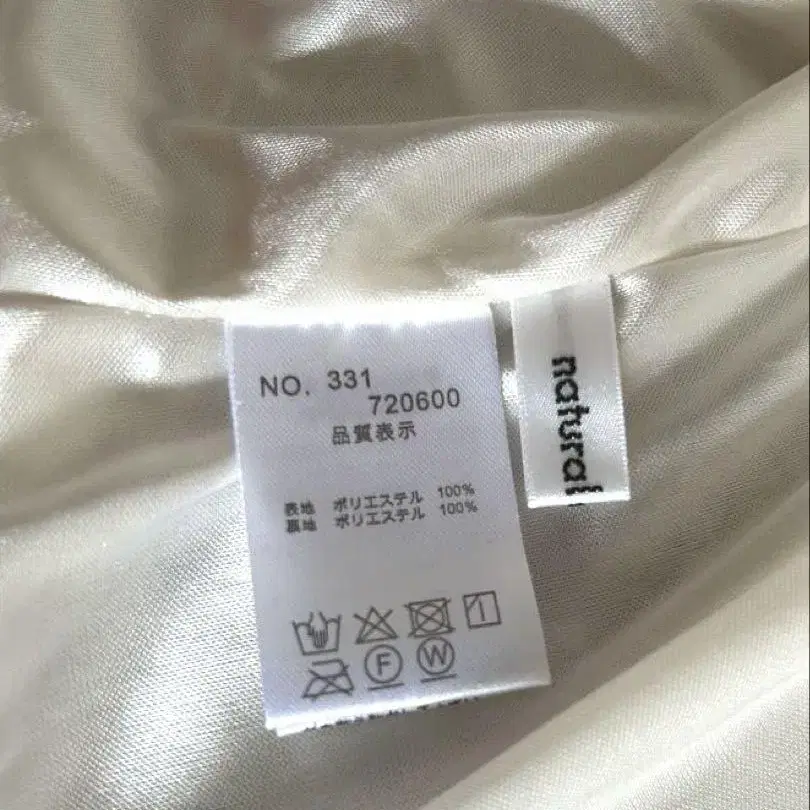 NO. 331
720600
品質表示
表地 ポリエステル 100%
裏地 ポリエステル 100%
F W
natural